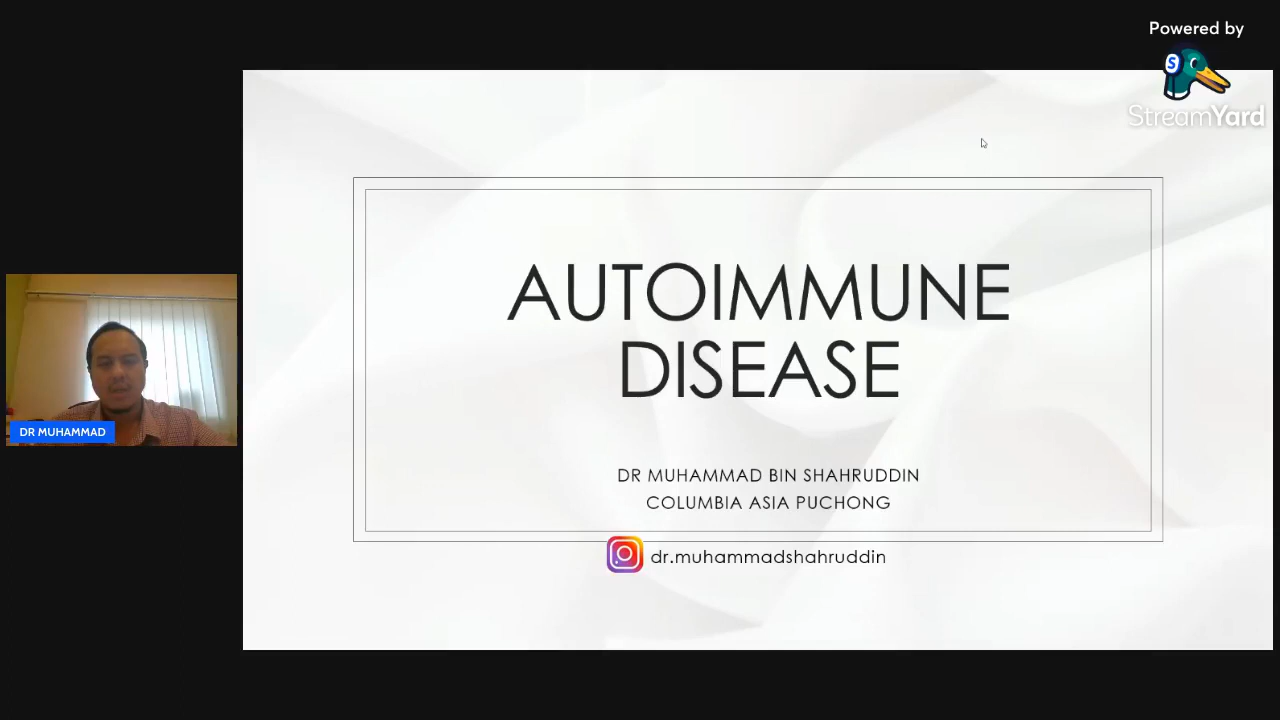 Powered by
S
StreamYard
AUTOIMMUNE
DISEASE
DR MUHAMMAD BIN SHAHRUDDIN
COLUMBIA ASIA PUCHONG
dr.muhammadshahruddin
DR MUHAMMAD